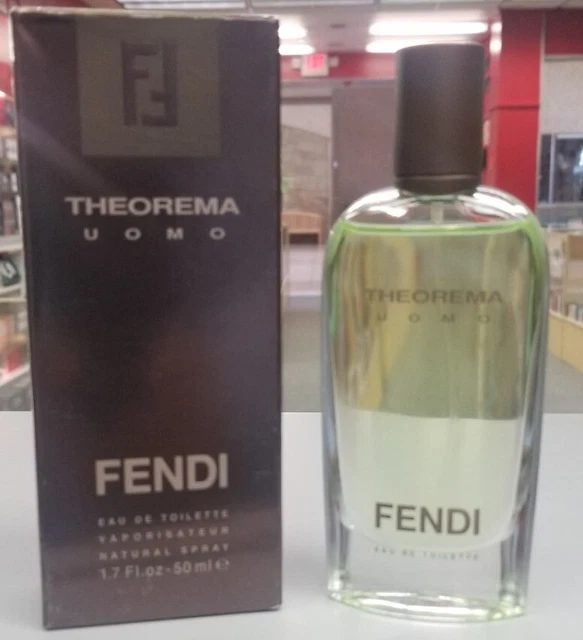 THEOREMA
UOMO
FENDI
EAU DE TOILETTE
VAPORISATEUR
NATURAL SPRAY
1.7 Fl.oz-50 ml ℮
THEOREMA
UOMO
FENDI
EAU DE TOILETTE